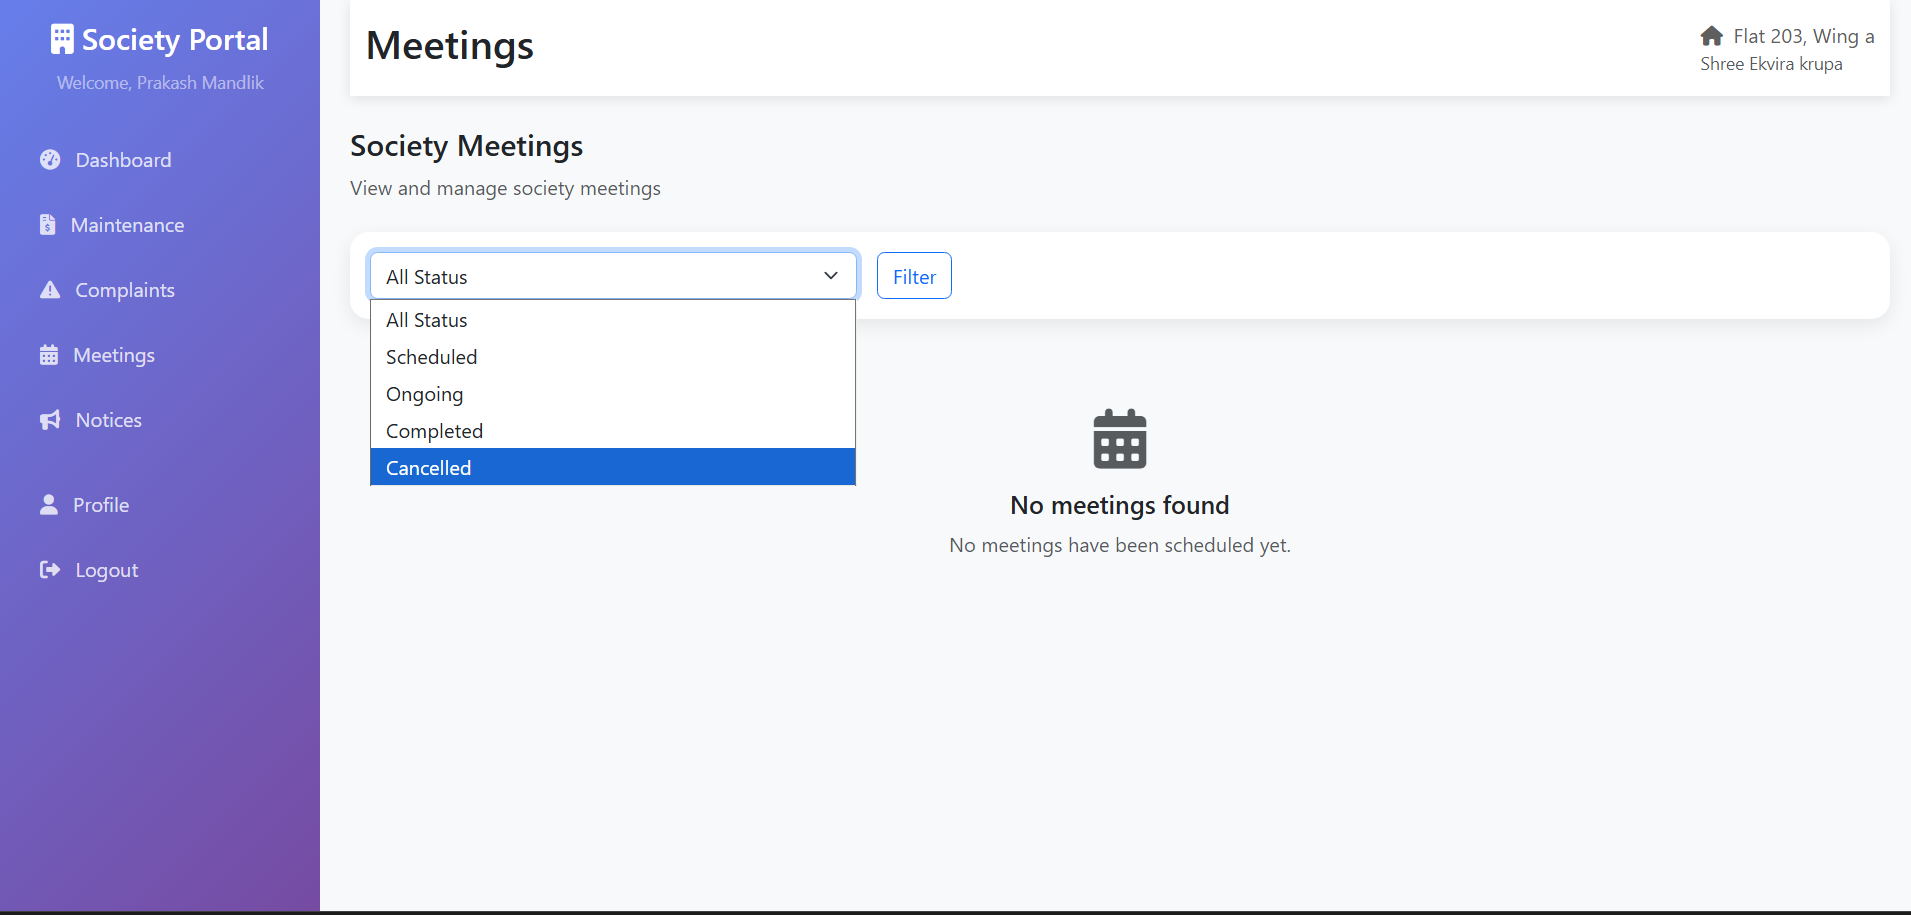 Society Portal
Welcome, Prakash Mandlik
Dashboard
Maintenance
Complaints
Meetings
Notices
Profile
Logout
Meetings
Flat 203, Wing a
Shree Ekvira krupa
Society Meetings
View and manage society meetings
All Status
Filter
All Status
Scheduled
Ongoing
Completed
Cancelled
No meetings found
No meetings have been scheduled yet.